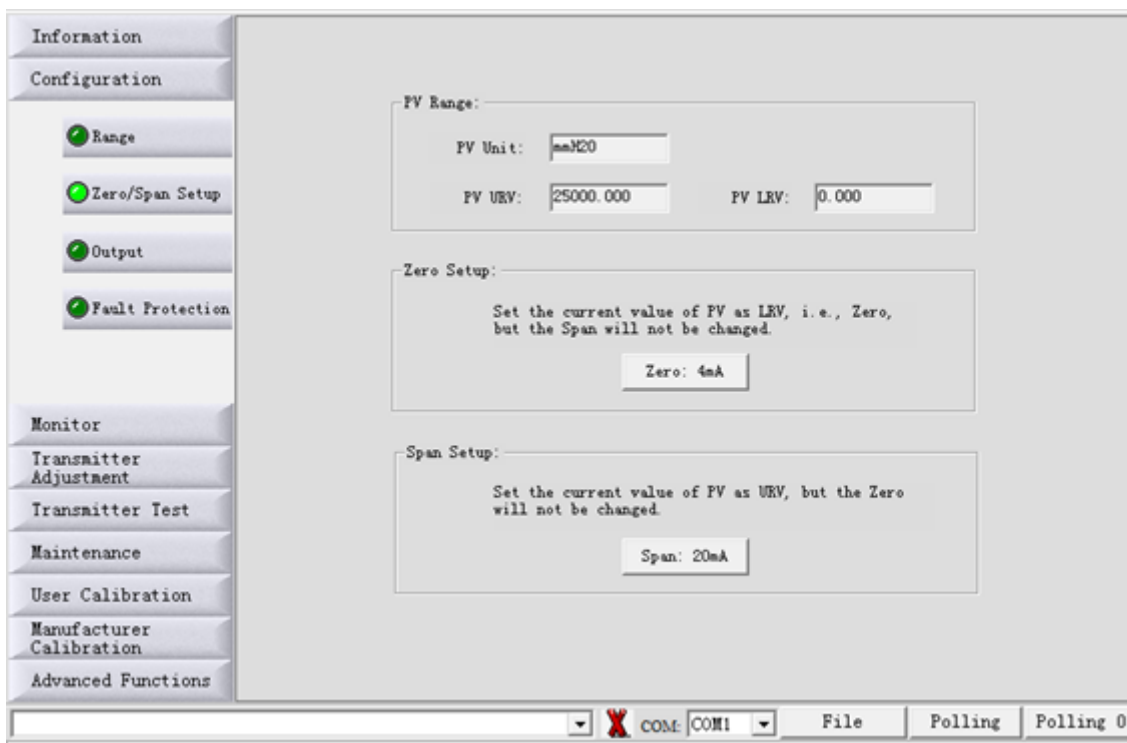 Information
Configuration
Range
Zero/Span Setup
Output
Fault Protection
Monitor
Transmitter
Adjustment
Transmitter Test
Maintenance
User Calibration
Manufacturer
Calibration
Advanced Functions
PV Range:
PV Unit: mmH20
PV URV: 25000.000 PV LRV: 0.000
Zero Setup:
Set the current value of PV as LRV, i.e., Zero,
but the Span will not be changed.
Zero: 4mA
Span Setup:
Set the current value of PV as URV, but the Zero
will not be changed.
Span: 20mA
COM: COM1 File Polling Polling 0